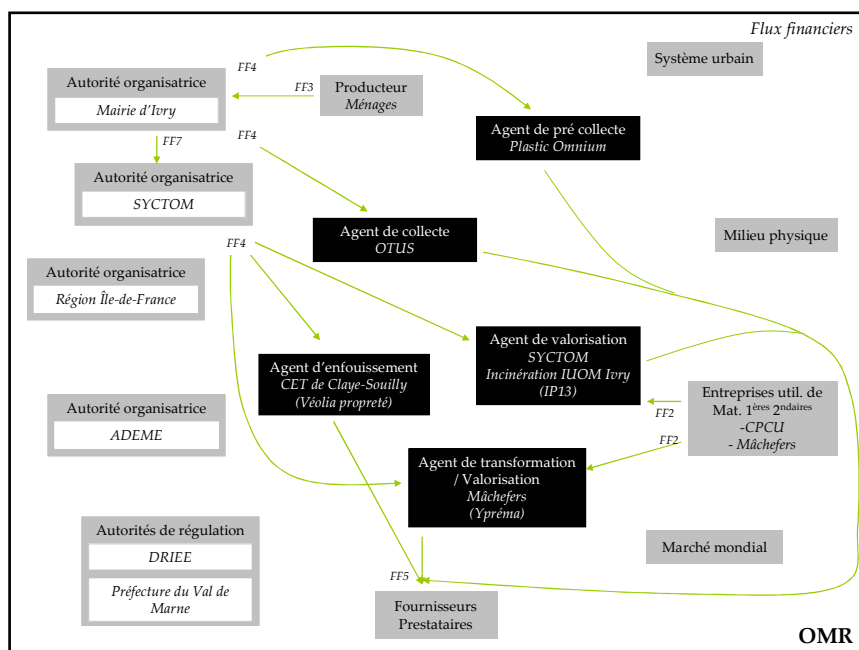 Flux financiers
Système urbain
Autorité organisatrice
Mairie d'Ivry
FF4
FF3
Producteur
Ménages
Agent de pré collecte
Plastic Omnium
FF7
FF4
Autorité organisatrice
SYCTOM
Agent de collecte
OTUS
Milieu physique
FF4
Autorité organisatrice
Région Île-de-France
Agent de valorisation
SYCTOM
Incinération IUOM Ivry
(IP13)
Agent d'enfouissement
CET de Claye-Souilly
(Véolia propreté)
Entreprises util. de
Mat. 1ères 2ndaires
-CPCU
- Mâchefers
FF2
FF2
Autorité organisatrice
ADEME
Agent de transformation
/ Valorisation
Mâchefers
(Ypréma)
Autorités de régulation
DRIEE
Préfecture du Val de
Marne
Marché mondial
FF5
Fournisseurs
Prestataires
OMR